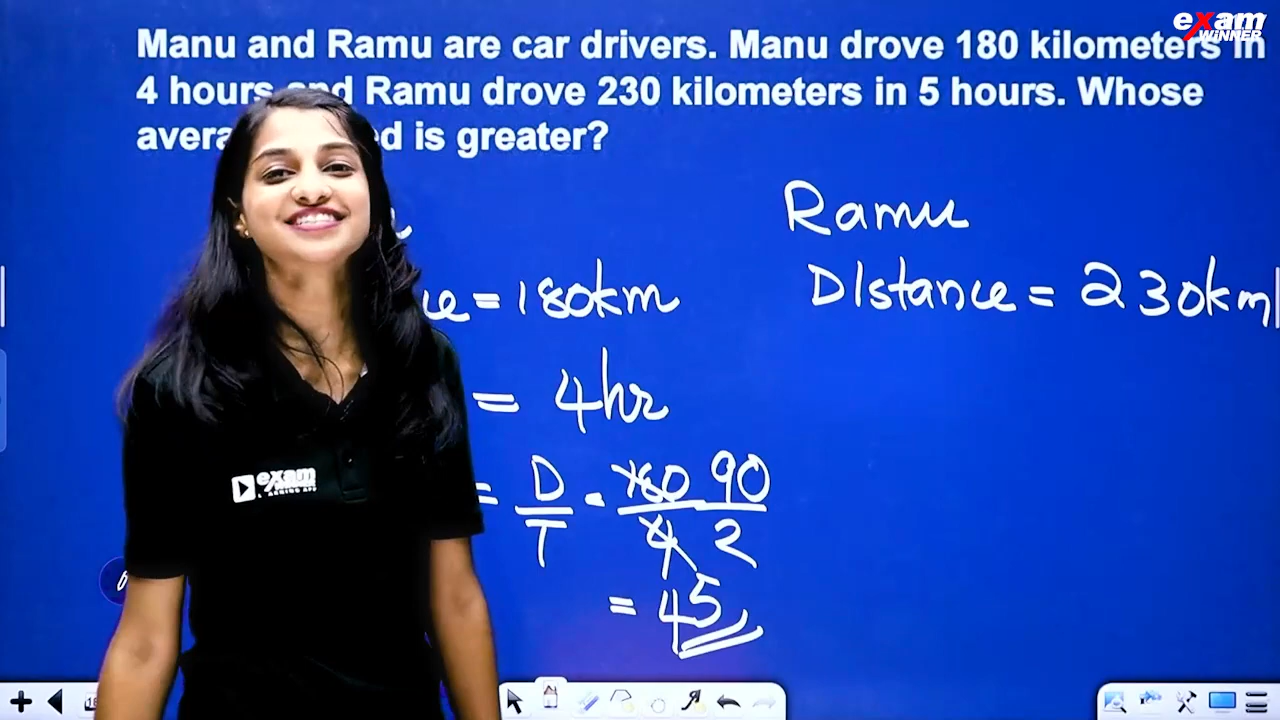 exam WINNER
Manu and Ramu are car drivers. Manu drove 180 kilometers in
4 hours and Ramu drove 230 kilometers in 5 hours. Whose
is greater?
Ramu
= 180km
DIstance = 230km
= 4hr
= D/T = 180 90 / 4 2
= 45
exam